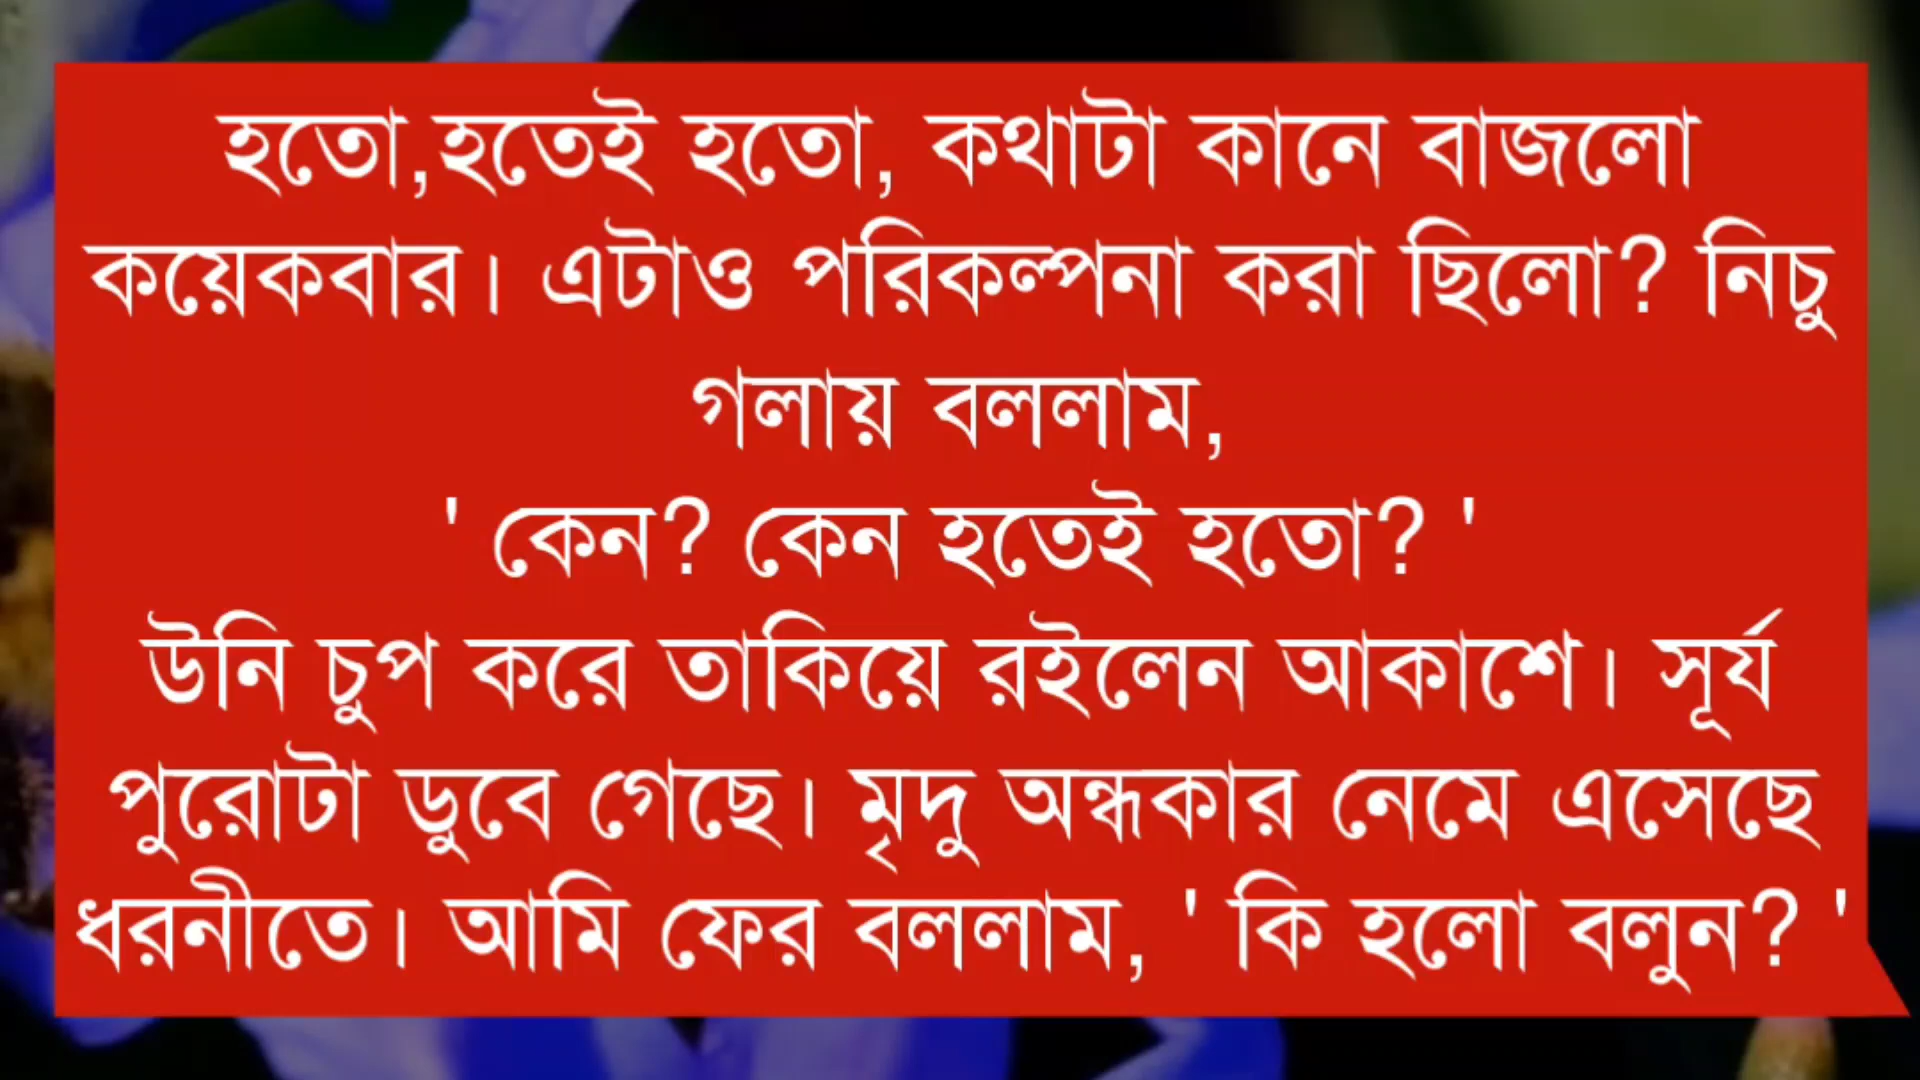 হতো,হতেই হতো, কথাটা কানে বাজলো
কয়েকবার। এটাও পরিকল্পনা করা ছিলো? নিচু
গলায় বললাম,
' কেন? কেন হতেই হতো? '
উনি চুপ করে তাকিয়ে রইলেন আকাশে। সূর্য
পুরোটা ডুবে গেছে। মৃদু অন্ধকার নেমে এসেছে
ধরনীতে। আমি ফের বললাম, ' কি হলো বলুন? '